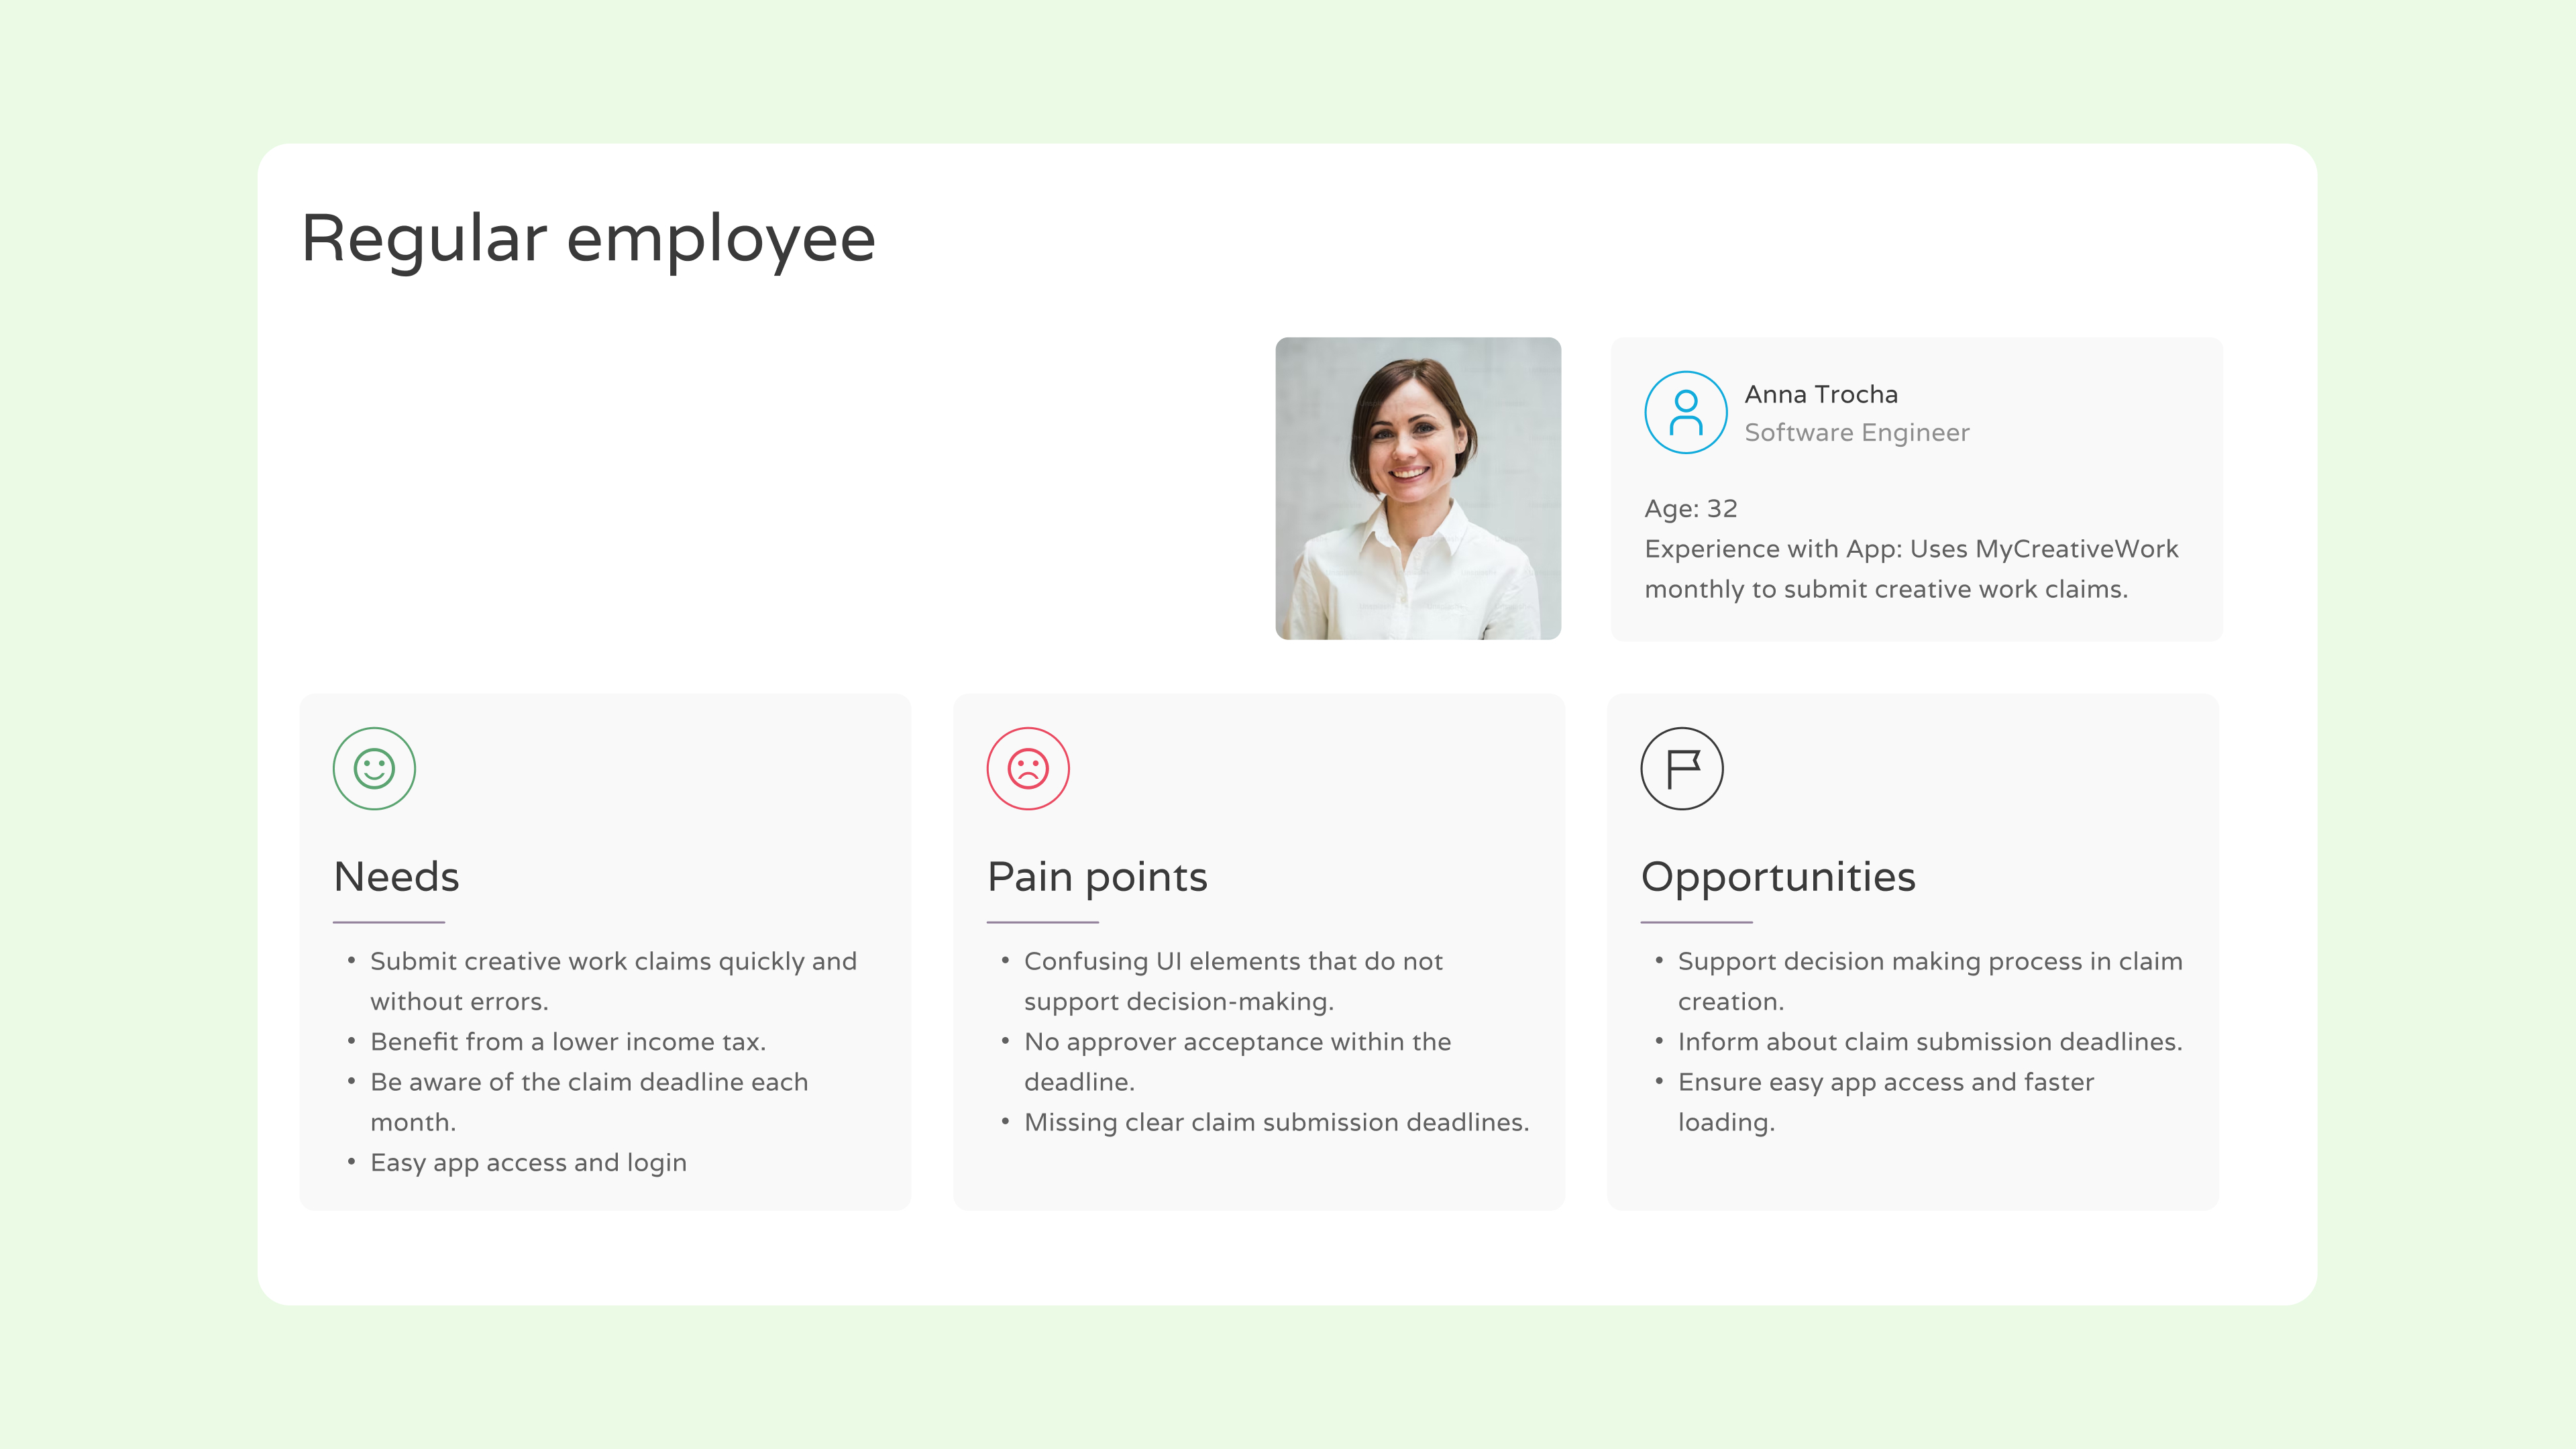 Regular employee
Anna Trocha
Software Engineer
Age: 32
Experience with App: Uses MyCreativeWork
monthly to submit creative work claims.
Needs
• Submit creative work claims quickly and
without errors.
• Benefit from a lower income tax.
• Be aware of the claim deadline each
month.
• Easy app access and login
Pain points
• Confusing UI elements that do not
support decision-making.
• No approver acceptance within the
deadline.
• Missing clear claim submission deadlines.
Opportunities
• Support decision making process in claim
creation.
• Inform about claim submission deadlines.
• Ensure easy app access and faster
loading.